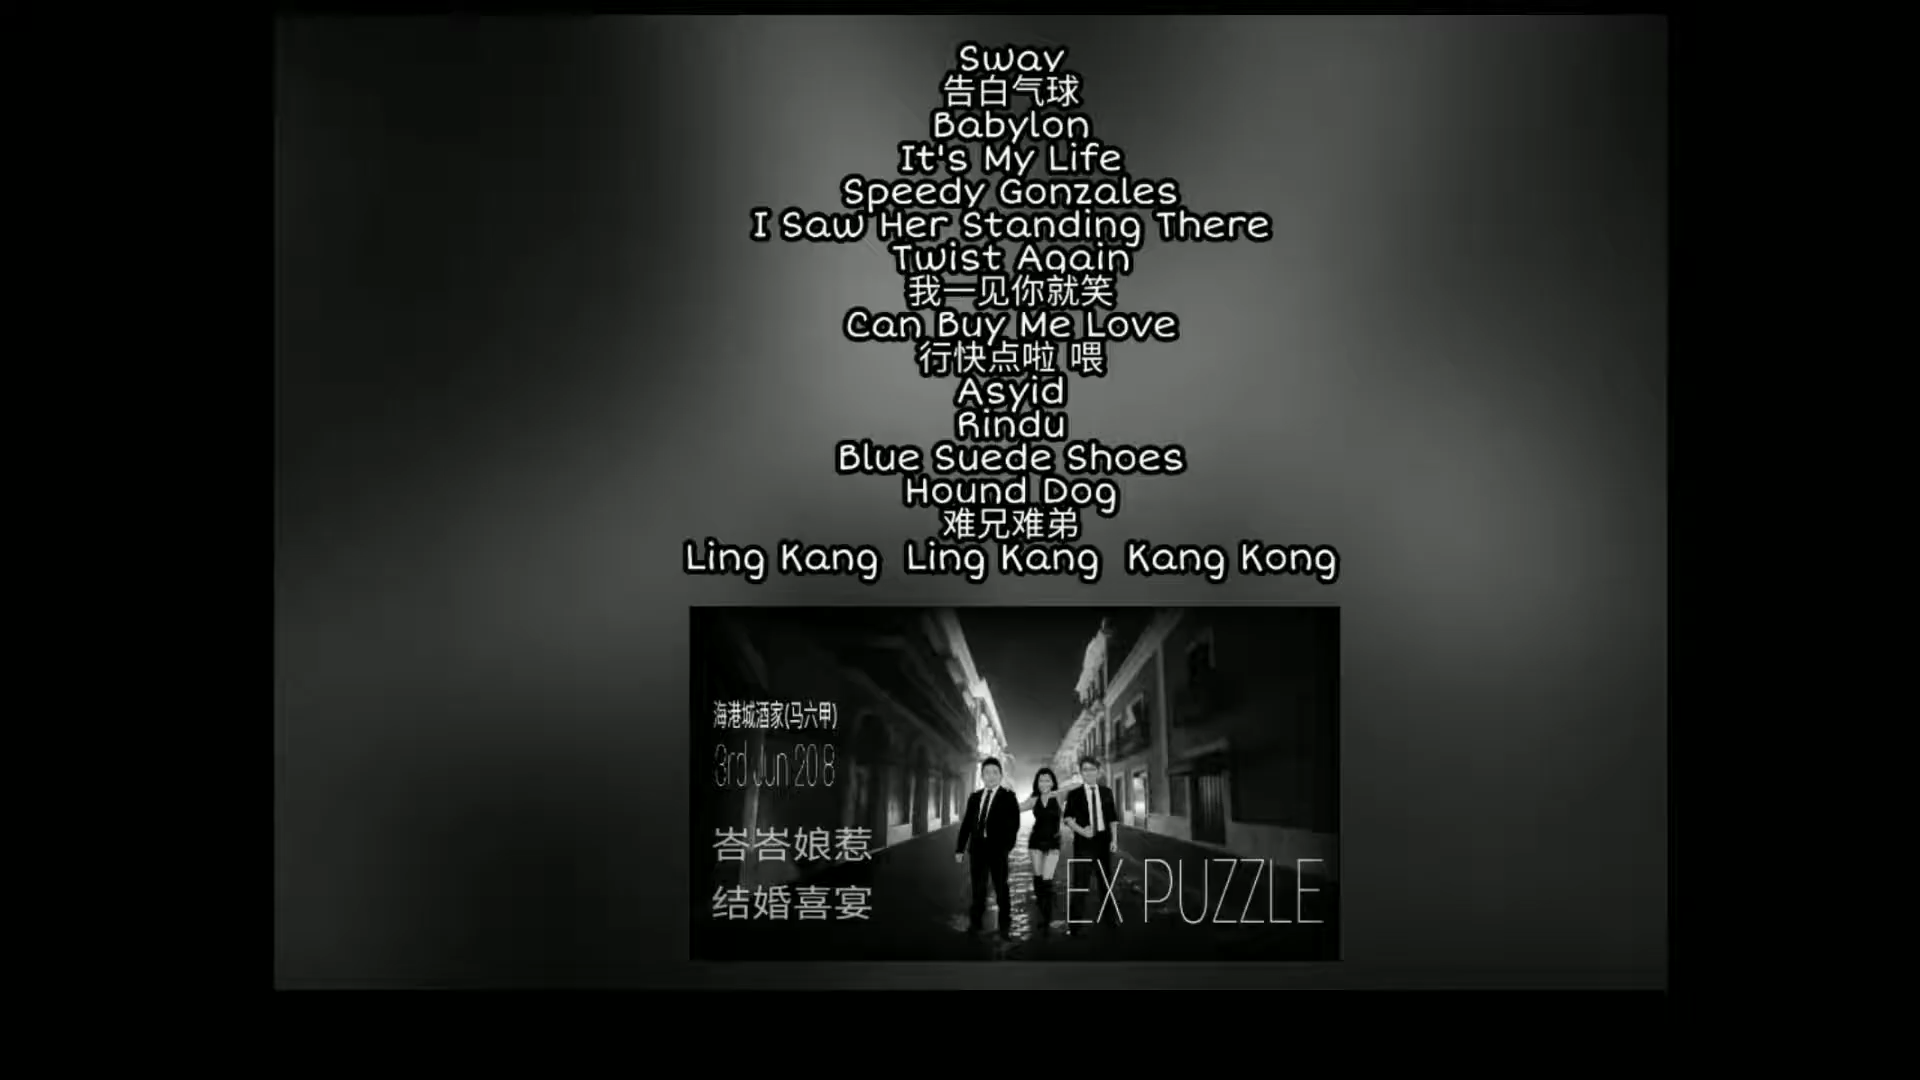 Sway
告白气球
Babylon
It's My Life
Speedy Gonzales
I Saw Her Standing There
Twist Again
我一见你就笑
Can Buy Me Love
行快点啦 喂
Asyid
Rindu
Blue Suede Shoes
Hound Dog
难兄难弟
Ling Kang Ling Kang Kang Kong
海港城酒家(马六甲)
3rd Jun 2018
峇峇娘惹
结婚喜宴
EX PUZZLE